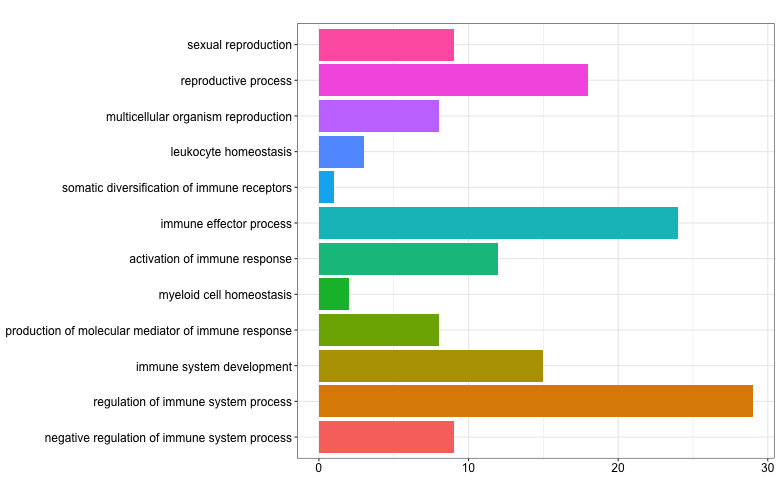 sexual reproduction
reproductive process
multicellular organism reproduction
leukocyte homeostasis
somatic diversification of immune receptors
immune effector process
activation of immune response
myeloid cell homeostasis
production of molecular mediator of immune response
immune system development
regulation of immune system process
negative regulation of immune system process
0 10 20 30